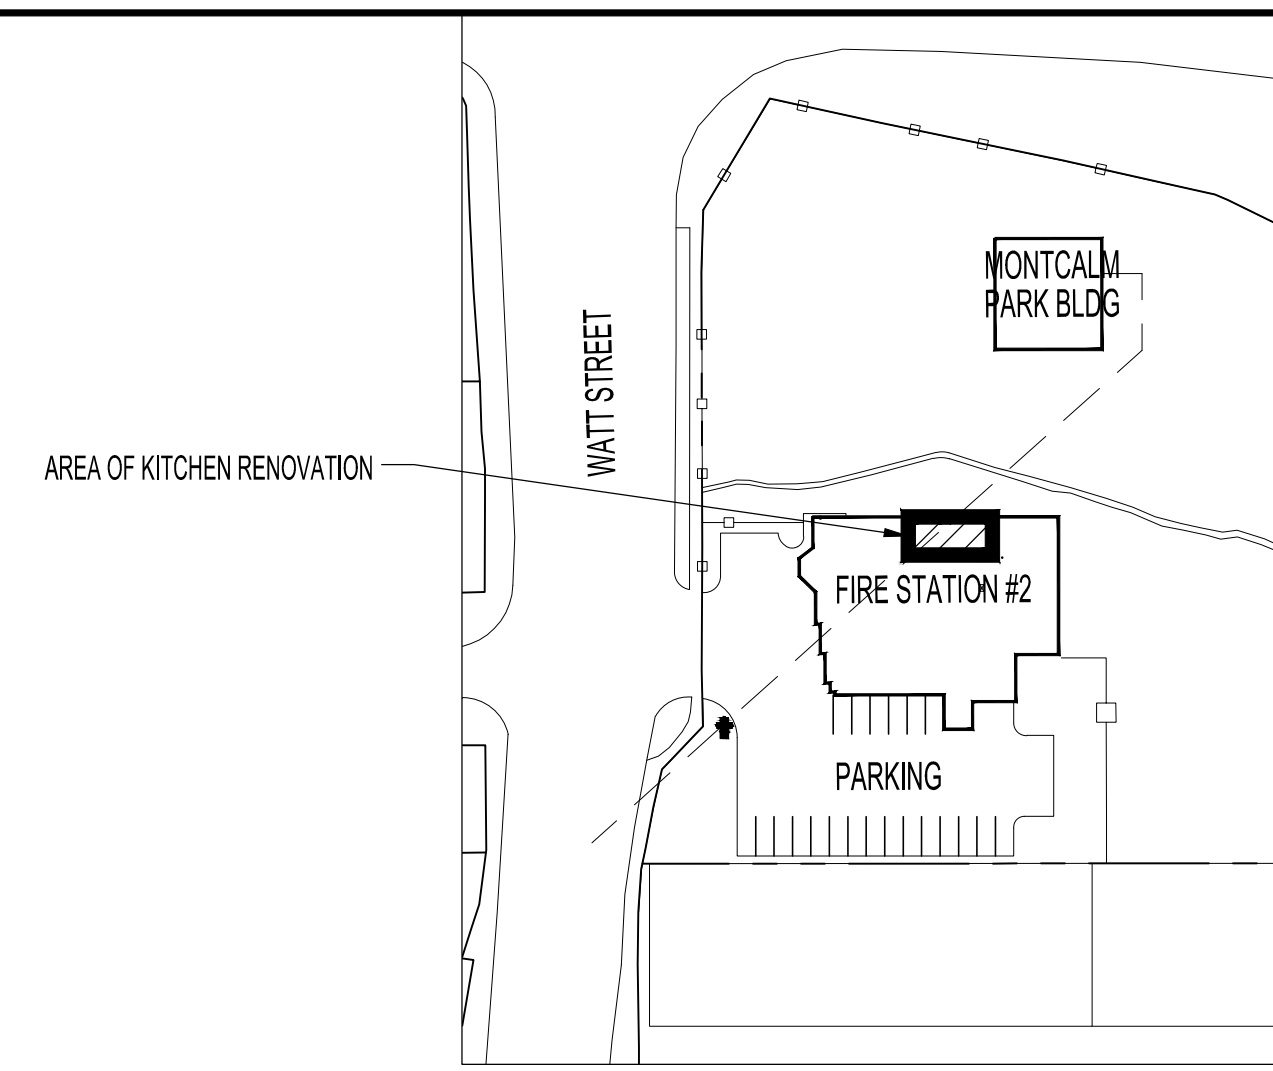 MONTCALM
PARK BLDG
WATT STREET
AREA OF KITCHEN RENOVATION
FIRE STATION #2
PARKING